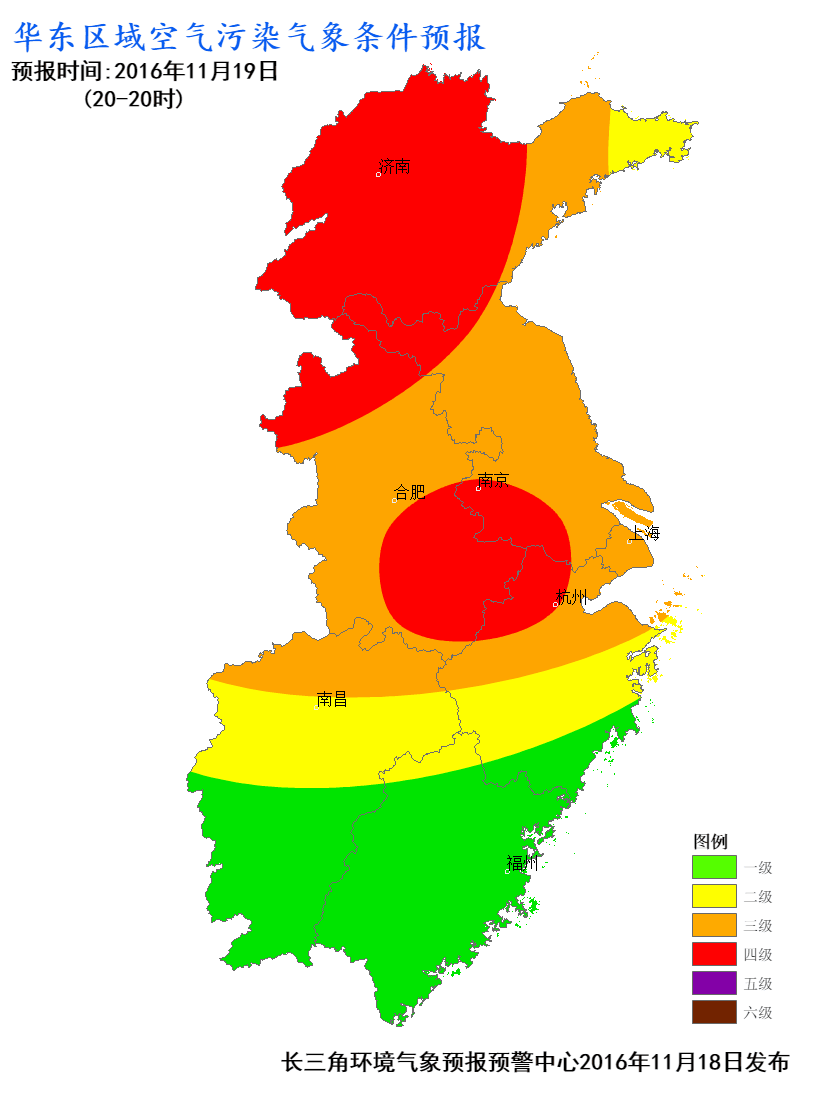 华东区域空气污染气象条件预报
预报时间:2016年11月19日
(20-20时)
济南
南京
合肥
上海
杭州
南昌
福州
图例
一级
二级
三级
四级
五级
六级
长三角环境气象预报预警中心2016年11月18日发布